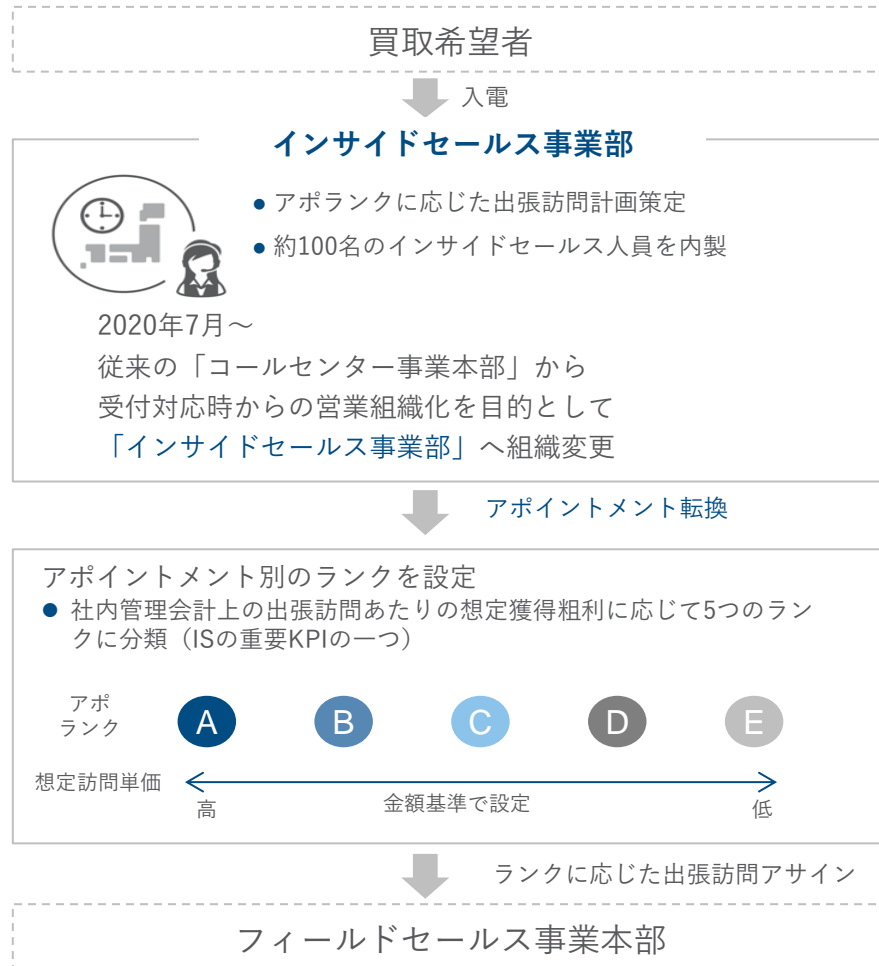 買取希望者
入電
インサイドセールス事業部
● アポランクに応じた出張訪問計画策定
● 約100名のインサイドセールス人員を内製
2020年7月～
従来の「コールセンター事業本部」から
受付対応時からの営業組織化を目的として
「インサイドセールス事業部」へ組織変更
アポイントメント転換
アポイントメント別のランクを設定
● 社内管理会計上の出張訪問あたりの想定獲得粗利に応じて5つのラン
クに分類（ISの重要KPIの一つ）
アポ
ランク
A B C D E
想定訪問単価
高 金額基準で設定 低
ランクに応じた出張訪問アサイン
フィールドセールス事業本部